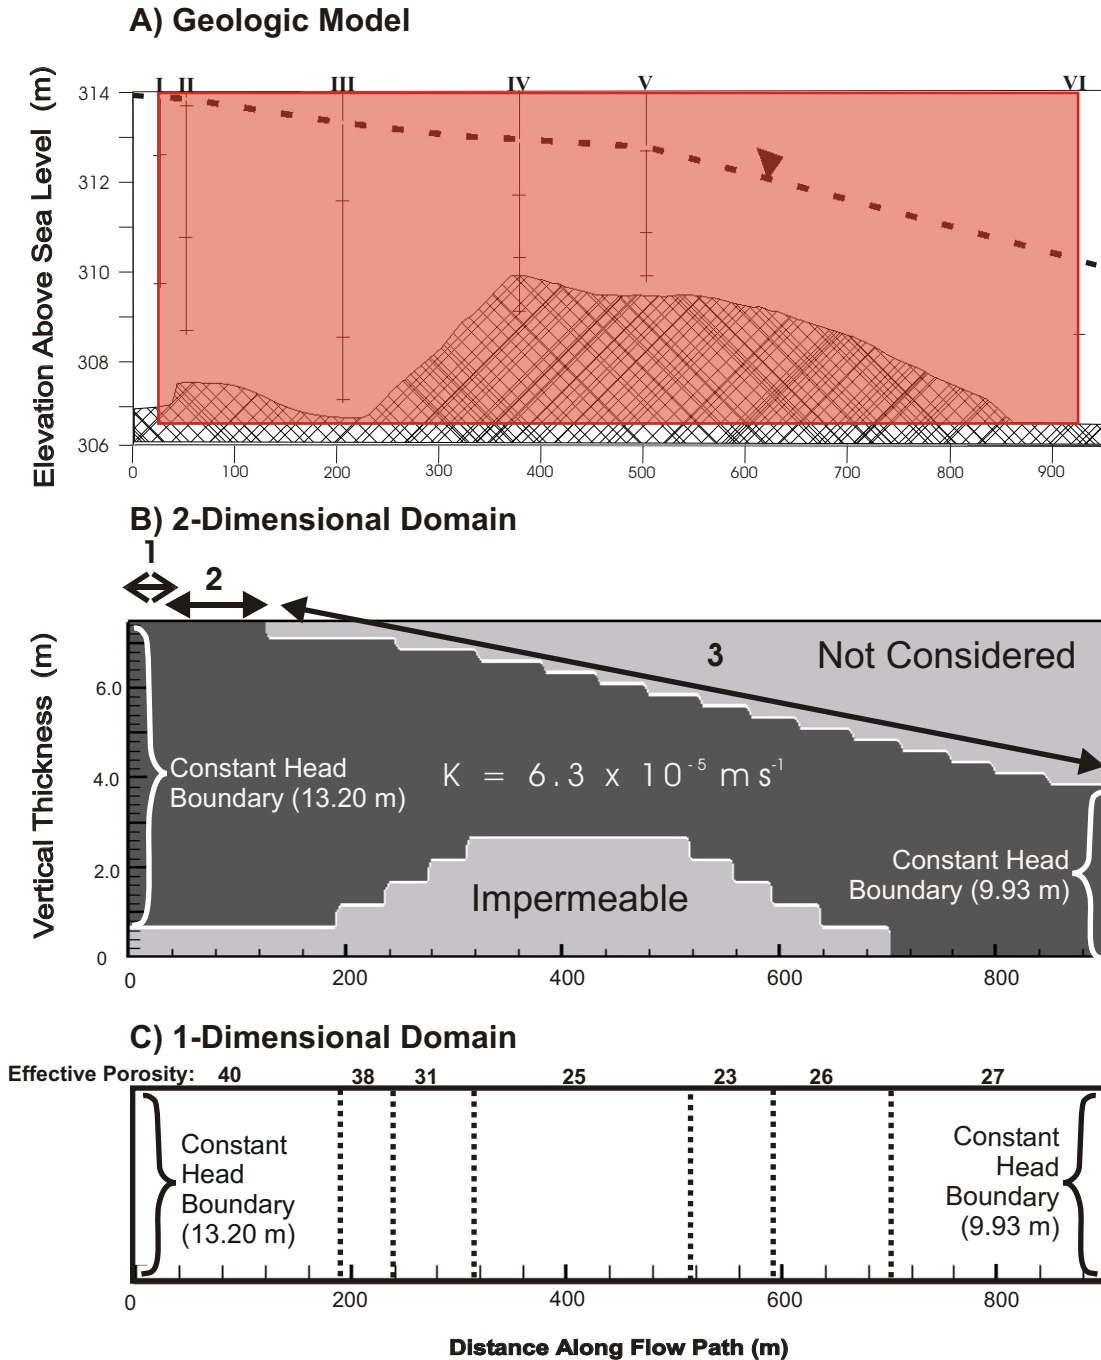 A) Geologic Model
I II III IV V VI
Elevation Above Sea Level (m)
314
312
310
308
306
0 100 200 300 400 500 600 700 800 900
B) 2-Dimensional Domain
1
2
3
Not Considered
Vertical Thickness (m)
6.0
4.0
2.0
0
Constant Head
Boundary (13.20 m)
K = 6.3 x 10-5 m s-1
Constant Head
Boundary (9.93 m)
Impermeable
0 200 400 600 800
C) 1-Dimensional Domain
Effective Porosity: 40 38 31 25 23 26 27
Constant
Head
Boundary
(13.20 m)
Constant
Head
Boundary
(9.93 m)
0 200 400 600 800
Distance Along Flow Path (m)